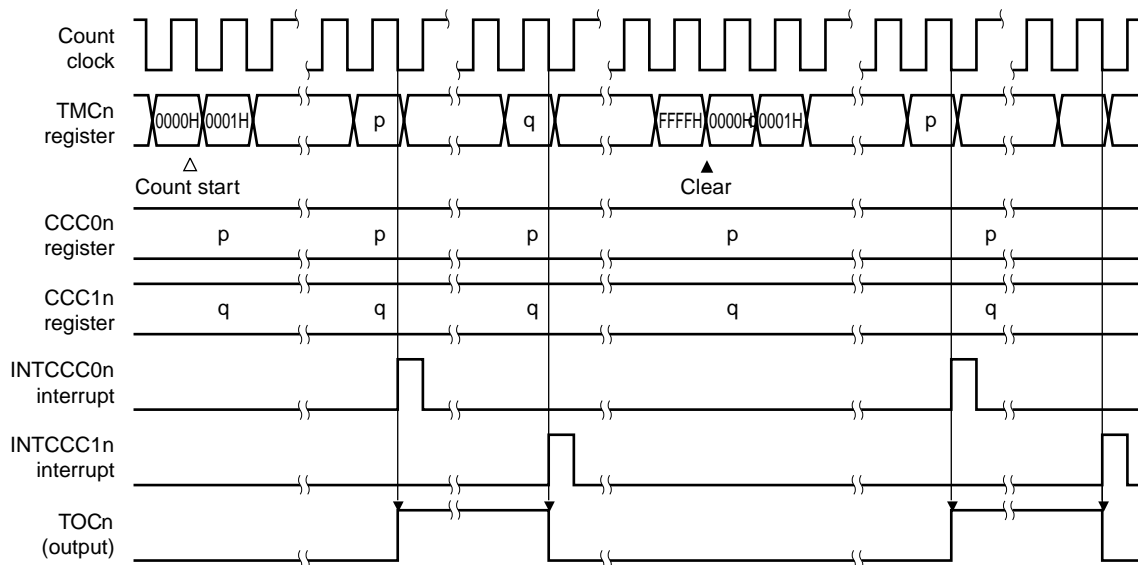 Count
clock
TMCn
register
0000H 0001H p q FFFFH 0000H 0001H p
Count start Clear
CCC0n
register
p p p p p
CCC1n
register
q q q q q
INTCCC0n
interrupt
INTCCC1n
interrupt
TOCn
(output)